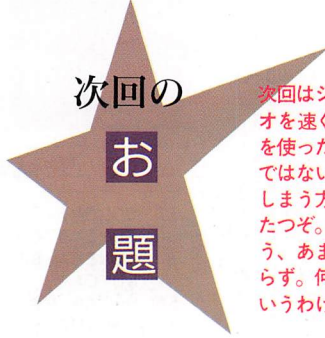 次回の
お
題
次回はシ
オを速く
を使った
ではない
しまう方
たつぞ。
う、あま
らず。何
いうわけ